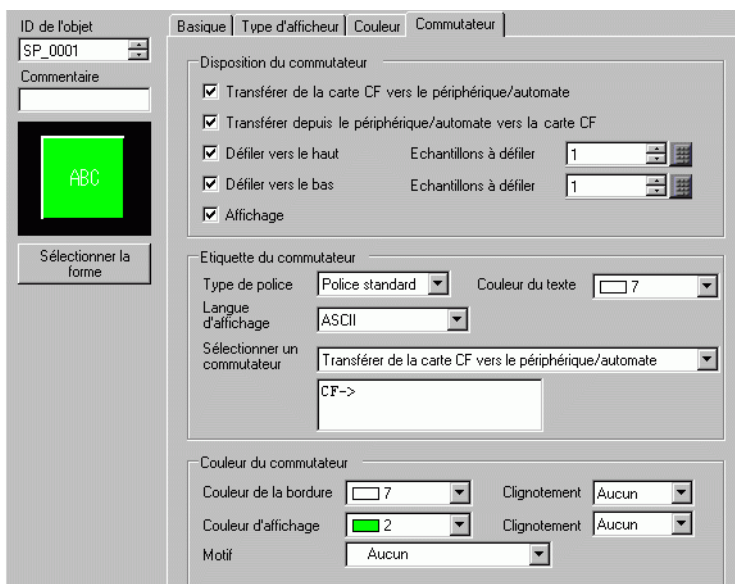 ID de l'objet
SP_0001
Commentaire
ABC
Sélectionner la
forme
Basique Type d'afficheur Couleur Commutateur
Disposition du commutateur
Transférer de la carte CF vers le périphérique/automate
Transférer depuis le périphérique/automate vers la carte CF
Défiler vers le haut Echantillons à défiler 1
Défiler vers le bas Echantillons à défiler 1
Affichage
Etiquette du commutateur
Type de police Police standard Couleur du texte 7
Langue
d'affichage ASCII
Sélectionner un
commutateur Transférer de la carte CF vers le périphérique/automate
CF->
Couleur du commutateur
Couleur de la bordure 7 Clignotement Aucun
Couleur d'affichage 2 Clignotement Aucun
Motif Aucun